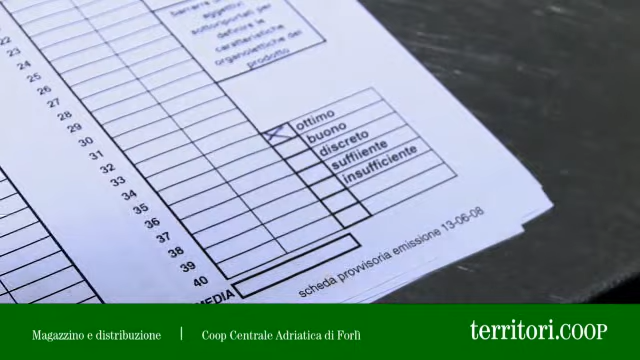 barrare
aggettivi
sottoriportati per
definire le
caratteristiche
organolettiche del
prodotto
22
23
24
25
26
27
28
29
30
31
32
33
34
35
36
37
38
39
40
MEDIA
ottimo
buono
discreto
suffiiente
insufficiente
scheda provvisoria emissione 13-06-08
Magazzino e distribuzione | Coop Centrale Adriatica di Forlì
territori.COOP